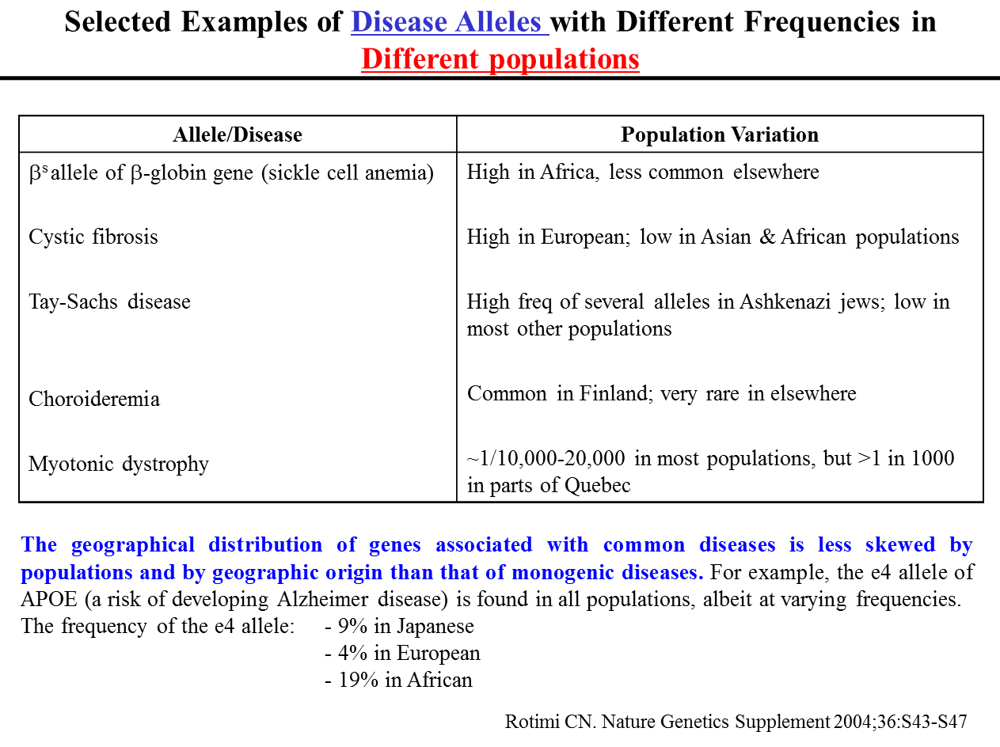 Selected Examples of Disease Alleles with Different Frequencies in
Different populations
Allele/Disease
Population Variation
βˢ allele of β-globin gene (sickle cell anemia)
High in Africa, less common elsewhere
Cystic fibrosis
High in European; low in Asian & African populations
Tay-Sachs disease
High freq of several alleles in Ashkenazi jews; low in
most other populations
Choroideremia
Common in Finland; very rare in elsewhere
Myotonic dystrophy
~1/10,000-20,000 in most populations, but >1 in 1000
in parts of Quebec
The geographical distribution of genes associated with common diseases is less skewed by
populations and by geographic origin than that of monogenic diseases. For example, the e4 allele of
APOE (a risk of developing Alzheimer disease) is found in all populations, albeit at varying frequencies.
The frequency of the e4 allele: - 9% in Japanese
- 4% in European
- 19% in African
Rotimi CN. Nature Genetics Supplement 2004;36:S43-S47